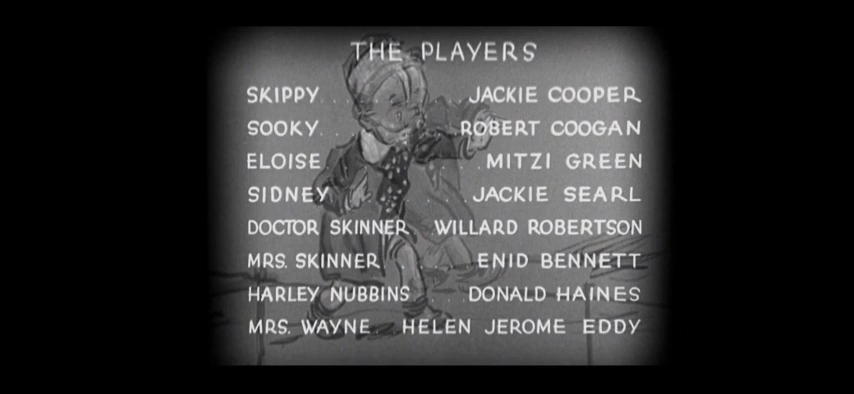 THE PLAYERS
SKIPPY . . . . JACKIE COOPER
SOOKY . . . ROBERT COOGAN
ELOISE . . . . MITZI GREEN
SIDNEY . . . . JACKIE SEARL
DOCTOR SKINNER . WILLARD ROBERTSON
MRS. SKINNER . . . . ENID BENNETT
HARLEY NUBBINS . . DONALD HAINES
MRS. WAYNE . . HELEN JEROME EDDY